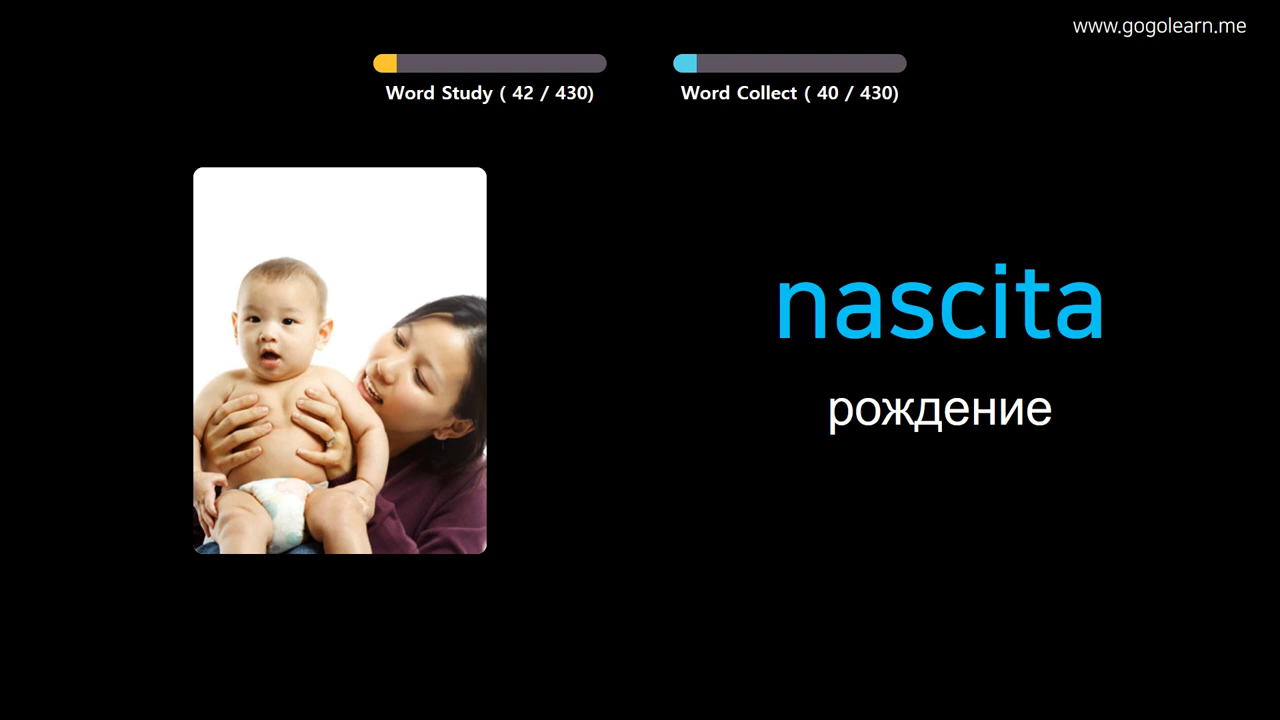 www.gogolearn.me
Word Study ( 42 / 430)
Word Collect ( 40 / 430)
nascita
рождение